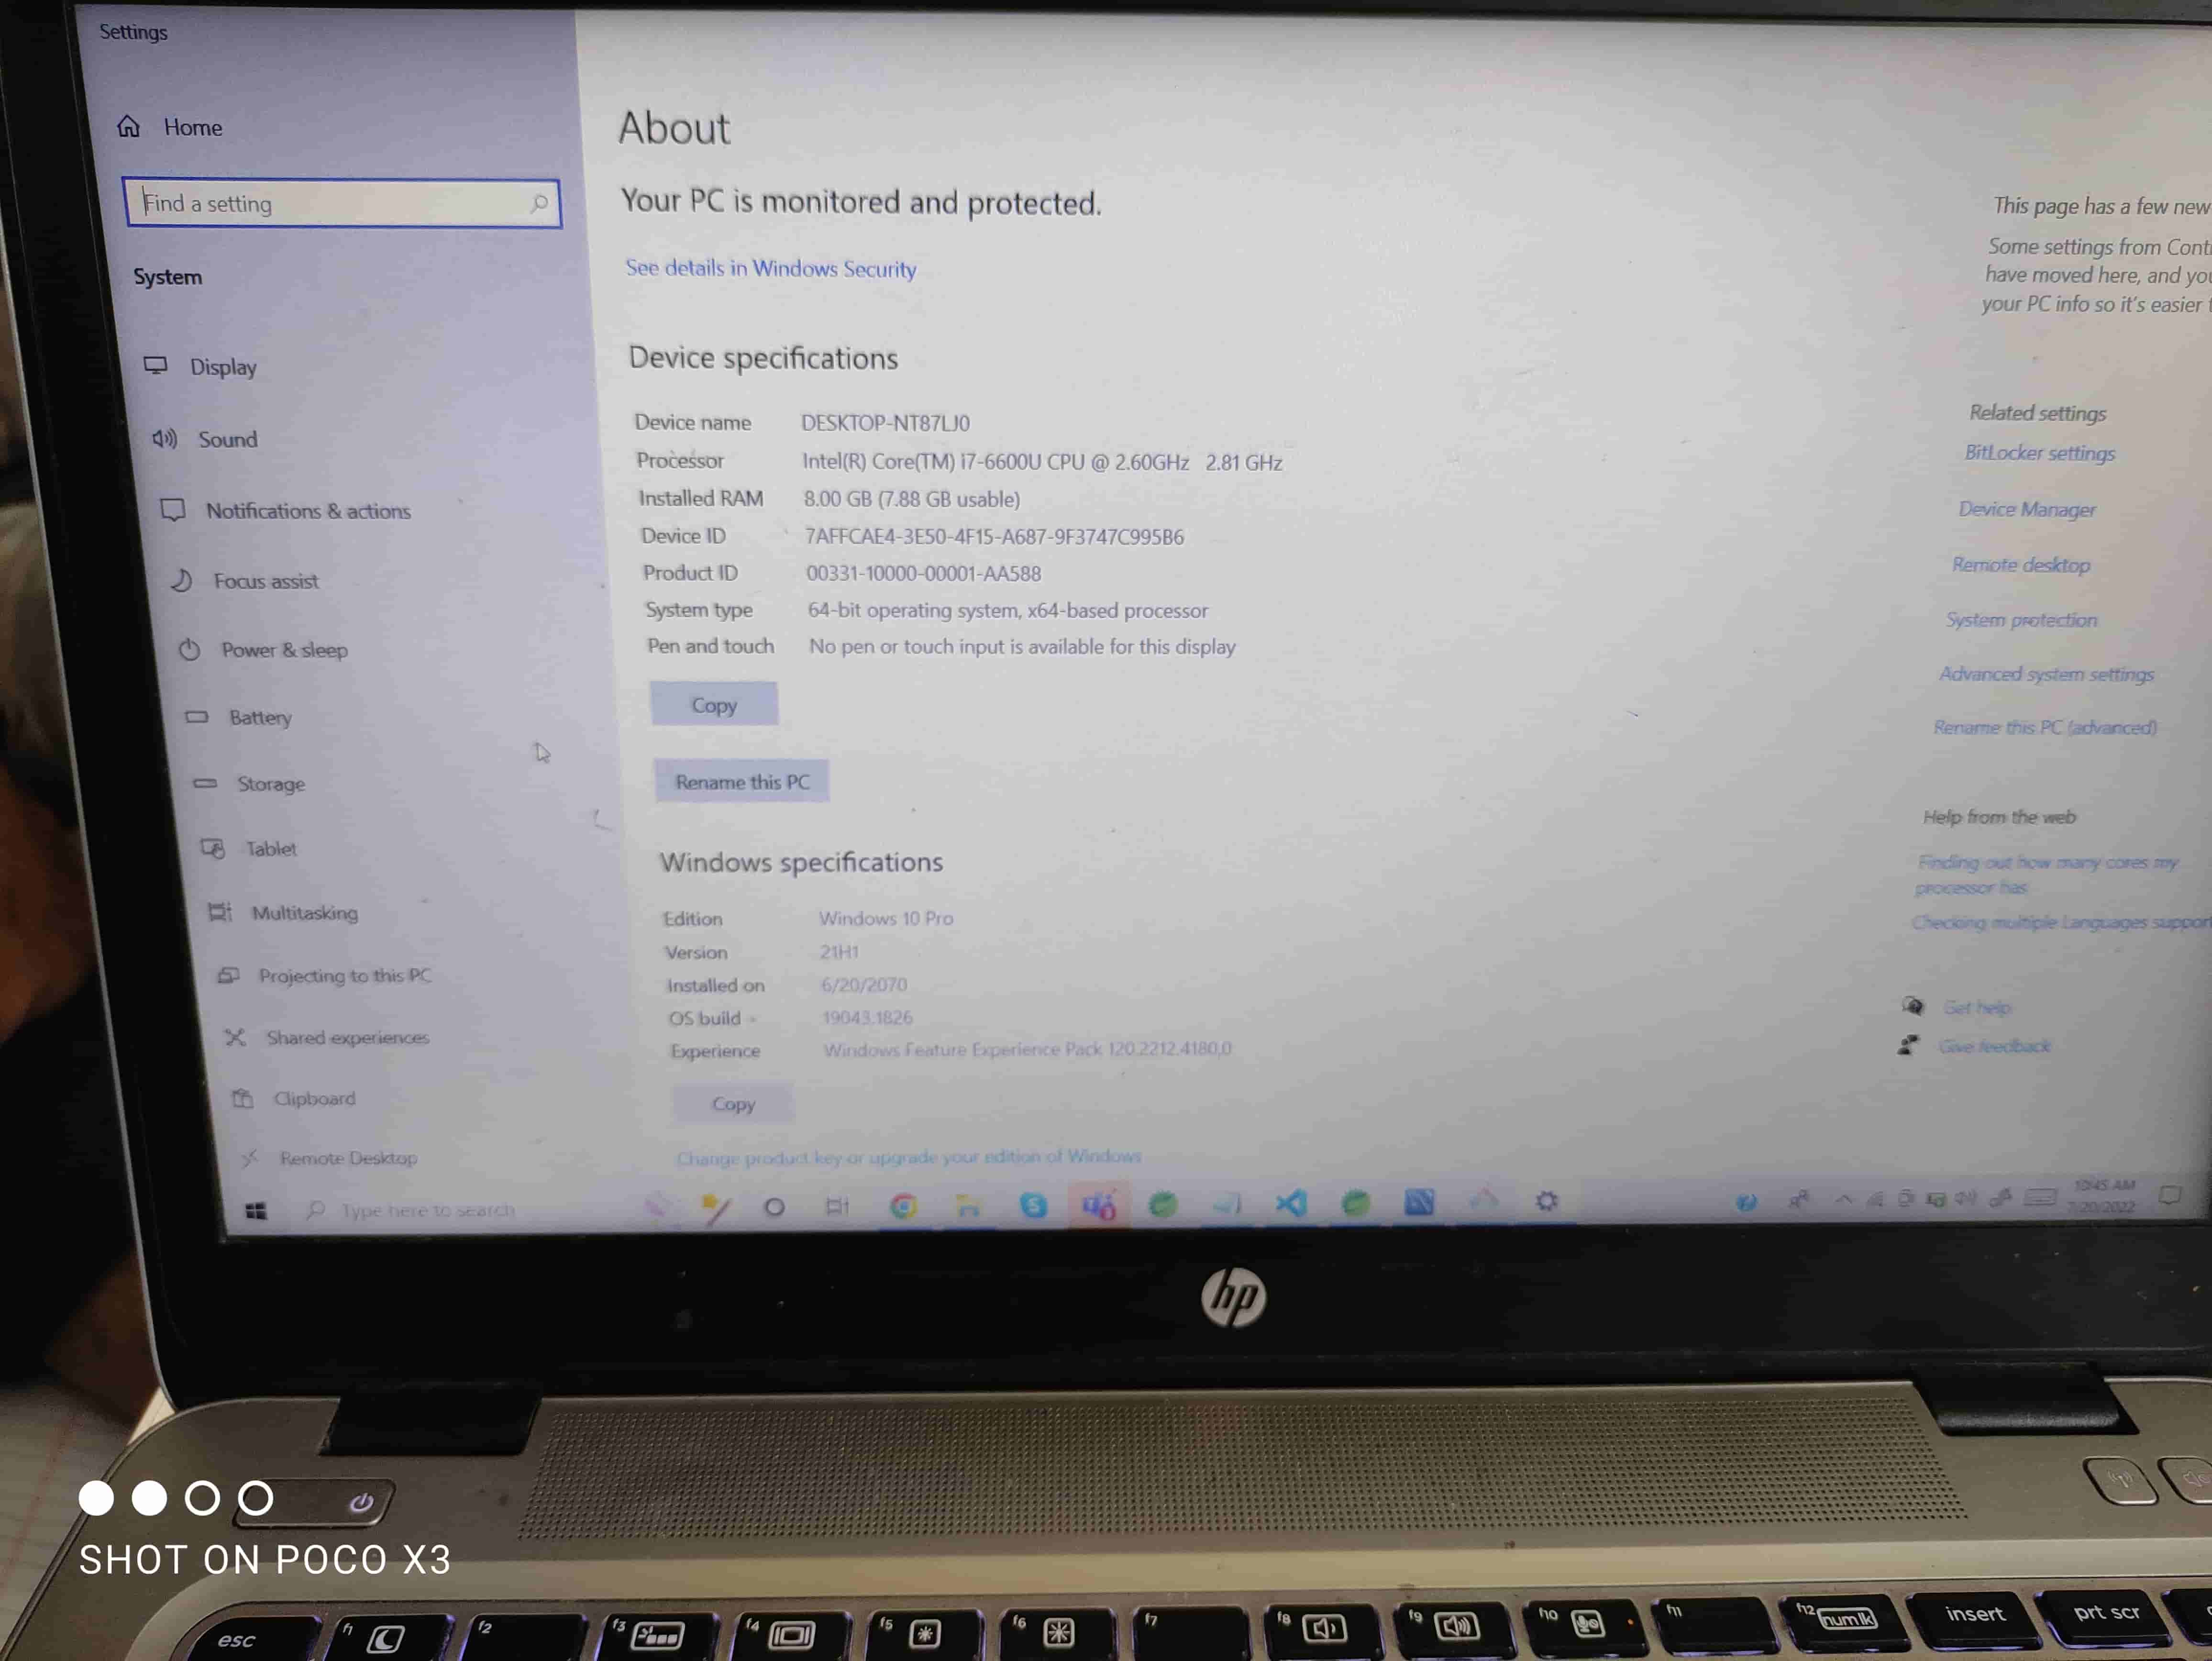 Settings
Home
Find a setting
System
Display
Sound
Notifications & actions
Focus assist
Power & sleep
Battery
Storage
Tablet
Multitasking
Projecting to this PC
Shared experiences
Clipboard
Remote Desktop
About
Your PC is monitored and protected.
See details in Windows Security
Device specifications
Device name DESKTOP-NT87LJ0
Processor Intel(R) Core(TM) i7-6600U CPU @ 2.60GHz 2.81 GHz
Installed RAM 8.00 GB (7.88 GB usable)
Device ID 7AFFCAE4-3E50-4F15-A687-9F3747C995B6
Product ID 00331-10000-00001-AA588
System type 64-bit operating system, x64-based processor
Pen and touch No pen or touch input is available for this display
Copy
Rename this PC
Windows specifications
Edition Windows 10 Pro
Version 21H1
Installed on 6/20/2070
OS build 19043.1826
Experience Windows Feature Experience Pack 120.2212.4180.0
Copy
Change product key or upgrade your edition of Windows
This page has a few new
Some settings from Cont
have moved here, and you
your PC info so it's easier t
Related settings
BitLocker settings
Device Manager
Remote desktop
System protection
Advanced system settings
Rename this PC (advanced)
Help from the web
Finding out how many cores my
processor has
Checking multiple Languages suppor
Get help
Give feedback
Type here to search
10:45 AM
7/20/2022
hp
SHOT ON POCO X3
esc f1 f2 f3 f4 f5 f6 f7 f8 f9 f10 f11 f12 num lk insert prt scr